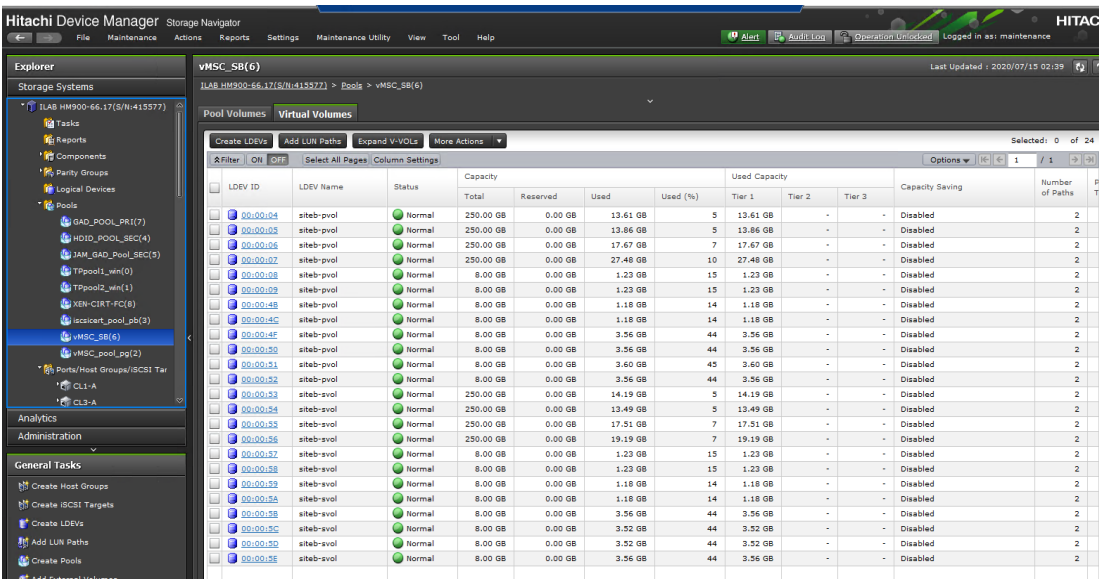 Hitachi Device Manager Storage Navigator HITAC
File Maintenance Actions Reports Settings Maintenance Utility View Tool Help Alert Audit Log Operation Unlocked Logged in as: maintenance
Explorer
Storage Systems
ILAB HM900-66.17(S/N:415577)
Tasks
Reports
Components
Parity Groups
Logical Devices
Pools
GAD_POOL_PRI(7)
HDID_POOL_SEC(4)
JAM_GAD_Pool_SEC(5)
TPpool1_win(0)
TPpool2_win(1)
XEN-CIRT-FC(8)
iscsicert_pool_pb(3)
vMSC_SB(6)
vMSC_pool_pg(2)
Ports/Host Groups/iSCSI Tar
CL1-A
CL3-A
Analytics
Administration
General Tasks
Create Host Groups
Create iSCSI Targets
Create LDEVs
Add LUN Paths
Create Pools
Add External Volumes
vMSC_SB(6) Last Updated : 2020/07/15 02:39
ILAB HM900-66.17(S/N:415577) > Pools > vMSC_SB(6)
Pool Volumes Virtual Volumes
Create LDEVs Add LUN Paths Expand V-VOLs More Actions Selected: 0 of 24
Filter ON OFF Select All Pages Column Settings Options 1 / 1
LDEV ID LDEV Name Status Capacity Used Capacity Capacity Saving Number of Paths P T
Total Reserved Used Used (%) Tier 1 Tier 2 Tier 3
00:00:04 siteb-pvol Normal 250.00 GB 0.00 GB 13.61 GB 5 13.61 GB - - Disabled 2
00:00:05 siteb-pvol Normal 250.00 GB 0.00 GB 13.86 GB 5 13.86 GB - - Disabled 2
00:00:06 siteb-pvol Normal 250.00 GB 0.00 GB 17.67 GB 7 17.67 GB - - Disabled 2
00:00:07 siteb-pvol Normal 250.00 GB 0.00 GB 27.48 GB 10 27.48 GB - - Disabled 2
00:00:08 siteb-pvol Normal 8.00 GB 0.00 GB 1.23 GB 15 1.23 GB - - Disabled 2
00:00:09 siteb-pvol Normal 8.00 GB 0.00 GB 1.23 GB 15 1.23 GB - - Disabled 2
00:00:4B siteb-pvol Normal 8.00 GB 0.00 GB 1.18 GB 14 1.18 GB - - Disabled 2
00:00:4C siteb-pvol Normal 8.00 GB 0.00 GB 1.18 GB 14 1.18 GB - - Disabled 2
00:00:4F siteb-pvol Normal 8.00 GB 0.00 GB 3.56 GB 44 3.56 GB - - Disabled 2
00:00:50 siteb-pvol Normal 8.00 GB 0.00 GB 3.56 GB 44 3.56 GB - - Disabled 2
00:00:51 siteb-pvol Normal 8.00 GB 0.00 GB 3.60 GB 45 3.60 GB - - Disabled 2
00:00:52 siteb-pvol Normal 8.00 GB 0.00 GB 3.56 GB 44 3.56 GB - - Disabled 2
00:00:53 siteb-svol Normal 250.00 GB 0.00 GB 14.19 GB 5 14.19 GB - - Disabled 2
00:00:54 siteb-svol Normal 250.00 GB 0.00 GB 13.49 GB 5 13.49 GB - - Disabled 2
00:00:55 siteb-svol Normal 250.00 GB 0.00 GB 17.51 GB 7 17.51 GB - - Disabled 2
00:00:56 siteb-svol Normal 250.00 GB 0.00 GB 19.19 GB 7 19.19 GB - - Disabled 2
00:00:57 siteb-svol Normal 8.00 GB 0.00 GB 1.23 GB 15 1.23 GB - - Disabled 2
00:00:58 siteb-svol Normal 8.00 GB 0.00 GB 1.23 GB 15 1.23 GB - - Disabled 2
00:00:59 siteb-svol Normal 8.00 GB 0.00 GB 1.18 GB 14 1.18 GB - - Disabled 2
00:00:5A siteb-svol Normal 8.00 GB 0.00 GB 1.18 GB 14 1.18 GB - - Disabled 2
00:00:5B siteb-svol Normal 8.00 GB 0.00 GB 3.56 GB 44 3.56 GB - - Disabled 2
00:00:5C siteb-svol Normal 8.00 GB 0.00 GB 3.52 GB 44 3.52 GB - - Disabled 2
00:00:5D siteb-svol Normal 8.00 GB 0.00 GB 3.52 GB 44 3.52 GB - - Disabled 2
00:00:5E siteb-svol Normal 8.00 GB 0.00 GB 3.56 GB 44 3.56 GB - - Disabled 2